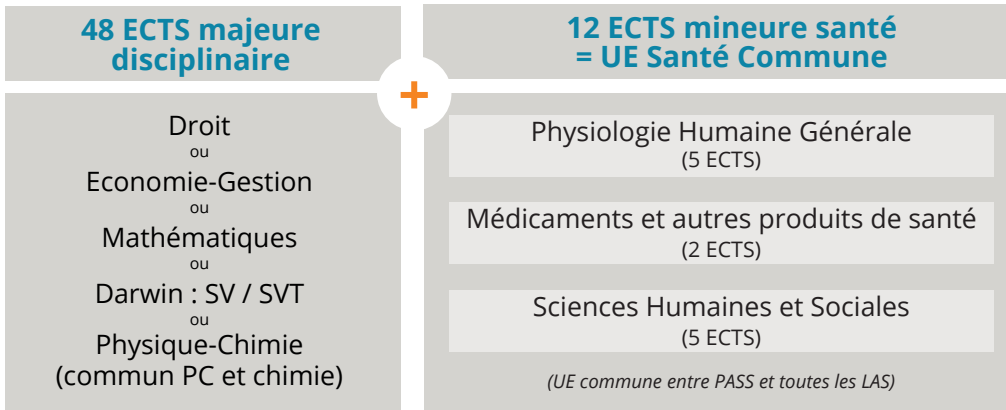 48 ECTS majeure
disciplinaire
+
12 ECTS mineure santé
= UE Santé Commune
Droit
ou
Economie-Gestion
ou
Mathématiques
ou
Darwin : SV / SVT
ou
Physique-Chimie
(commun PC et chimie)
Physiologie Humaine Générale
(5 ECTS)
Médicaments et autres produits de santé
(2 ECTS)
Sciences Humaines et Sociales
(5 ECTS)
(UE commune entre PASS et toutes les LAS)